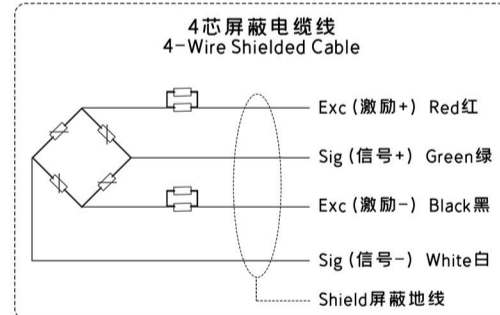 4芯屏蔽电缆线
4-Wire Shielded Cable
Exc (激励+) Red红
Sig (信号+) Green绿
Exc (激励-) Black黑
Sig (信号-) White白
Shield屏蔽地线